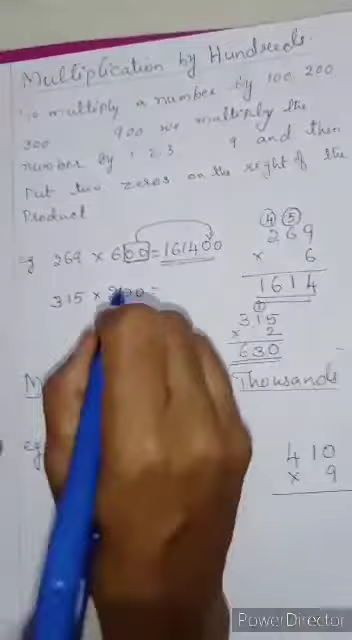 Multiplication by Hundreds.
To multiply a number by 100, 200
300 900 we multiply the
number by 1 2 3 9 and then
Put two zeros on the right of the
Product
eg 269 × 600 = 161400
315 × 200 =
4 5
269
× 6
1614
1
315
× 2
630
M Thousands
eg
410
× 9
PowerDirector